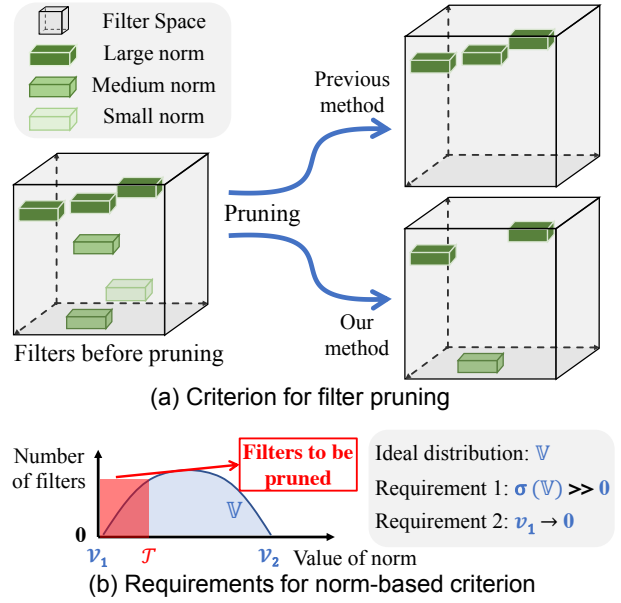 Filter Space
Large norm
Medium norm
Small norm
Previous
method
Pruning
Our
method
Filters before pruning
(a) Criterion for filter pruning
Number
of filters
Filters to be
pruned
𝕍
0
𝒱₁
𝒯
𝒱₂
Value of norm
Ideal distribution: 𝕍
Requirement 1: σ (𝕍) >> 0
Requirement 2: 𝒱₁ → 0
(b) Requirements for norm-based criterion